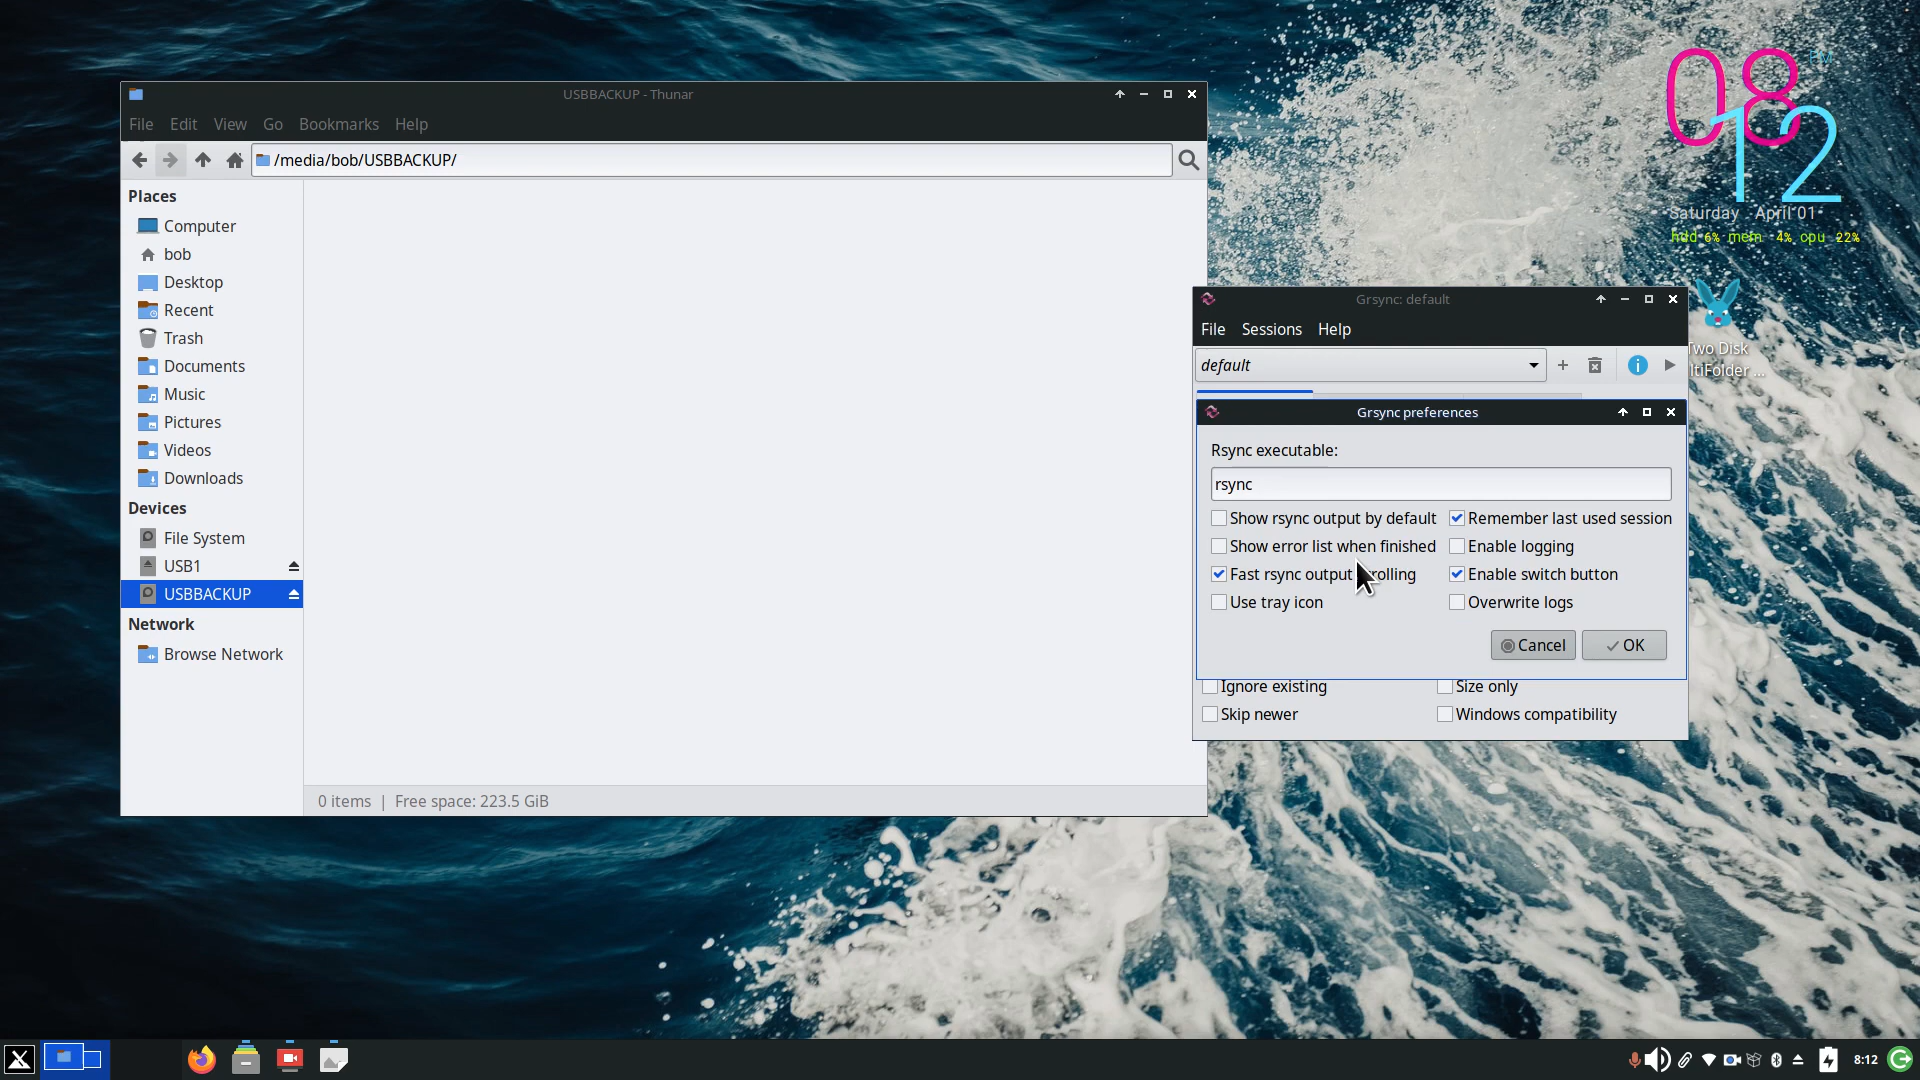 USBBACKUP - Thunar
File Edit View Go Bookmarks Help
/media/bob/USBBACKUP/
Places
Computer
bob
Desktop
Recent
Trash
Documents
Music
Pictures
Videos
Downloads
Devices
File System
USB1
USBBACKUP
Network
Browse Network
0 items | Free space: 223.5 GiB
08 PM
12
Saturday April 01
hdd 6% mem 4% cpu 22%
Two Disk
ltiFolder ...
Grsync: default
File Sessions Help
default
Grsync preferences
Rsync executable:
rsync
Show rsync output by default
Remember last used session
Show error list when finished
Enable logging
Fast rsync output rolling
Enable switch button
Use tray icon
Overwrite logs
Cancel
OK
Ignore existing
Size only
Skip newer
Windows compatibility
8:12